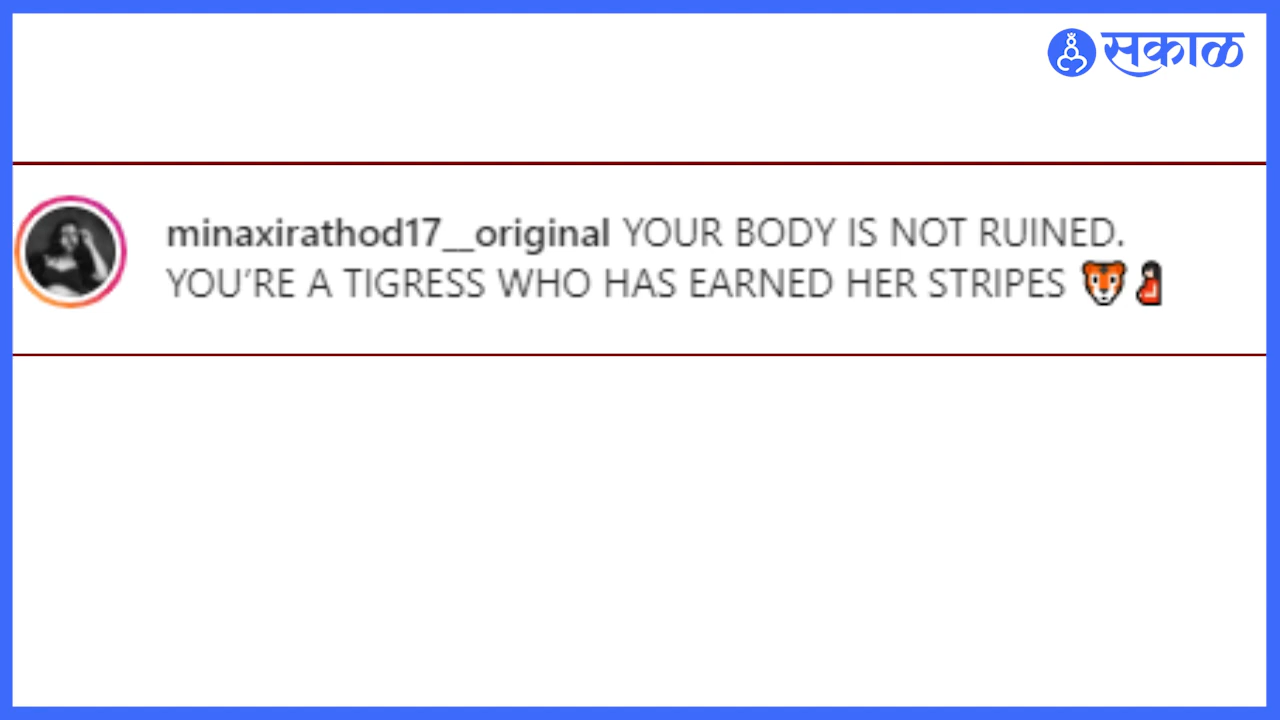 सकाळ
minaxirathod17__original YOUR BODY IS NOT RUINED.
YOU’RE A TIGRESS WHO HAS EARNED HER STRIPES 🐯🤰